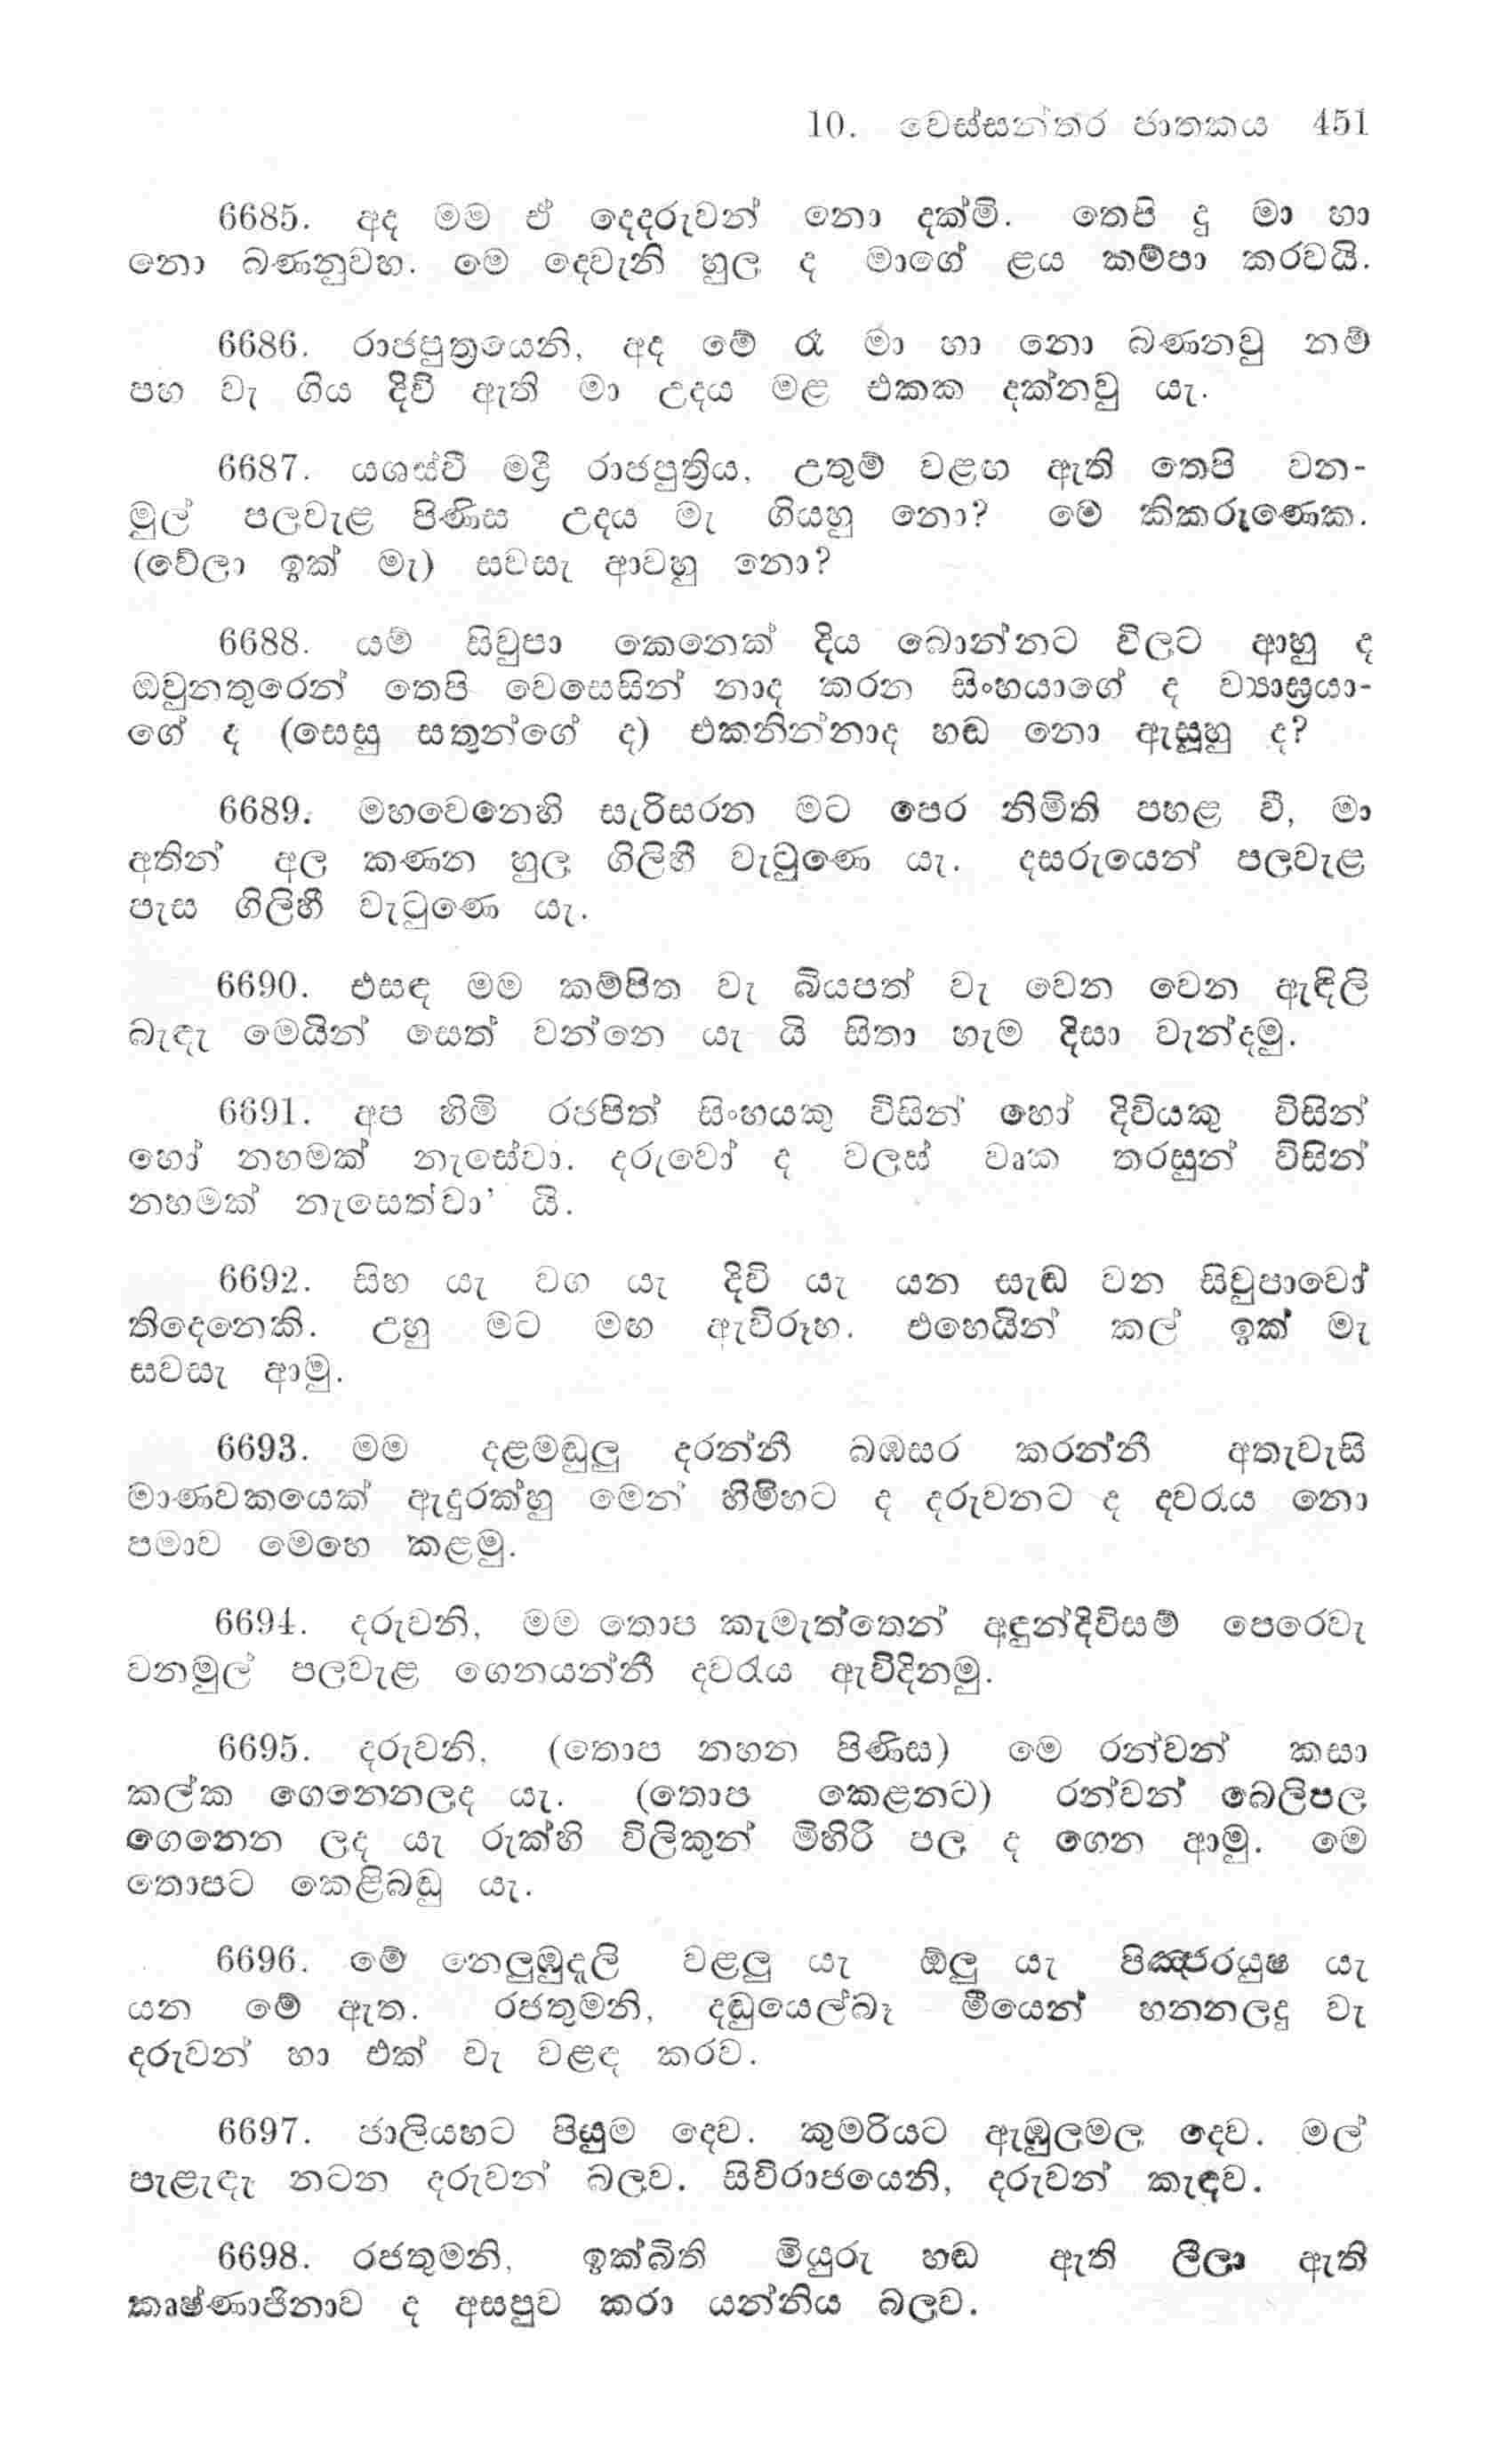 10. වෙස්සන්තර ජාතකය 451
6685. අද මම ඒ දෙදරුවන් නො දක්මි. තෙපි දු මා හා
නො බණනුවහ. මෙ දෙවැනි හුල ද මාගේ ළය කම්පා කරවයි.
6686. රාජපුත්‍රයෙනි, අද මේ රෑ මා හා නො බණනවු නම්
පහ වැ ගිය දිවි ඇති මා උදය මළ එකක දක්නවු යැ.
6687. යශස්වී මද්‍රී රාජපුත්‍රිය, උතුම් වළඟ ඇති තෙපි වන-
මුල් පලවැළ පිණිස උදය මැ ගියහු නො? මෙ කිකරුණෙක.
(වේලා ඉක් මැ) සවසැ ආවහු නො?
6688. යම් සිවුපා කෙනෙක් දිය බොන්නට විලට ආහු ද
ඔවුනතුරෙන් තෙපි වෙසෙසින් නාද කරන සිංහයාගේ ද ව්‍යාඝ්‍රයා-
ගේ ද (සෙසු සතුන්ගේ ද) එකනින්නාද හඬ නො ඇසූහු ද?
6689. මහවෙනෙහි සැරිසරන මට පෙර නිමිති පහළ වී, මා
අතින් අල කණන හුල ගිලිහී වැටුණෙ යැ. දසරුයෙන් පලවැළ
පැස ගිලිහී වැටුණෙ යැ.
6690. එසඳ මම කම්පිත වැ බියපත් වැ වෙන වෙන ඇඳිලි
බැඳැ මෙයින් සෙත් වන්නෙ යැ යි සිතා හැම දිසා වැන්දමු.
6691. අප හිමි රජපිත් සිංහයකු විසින් හෝ දිවියකු විසින්
හෝ නහමක් නැසේවා. දරුවෝ ද වලස් වෘක තරසුන් විසින්
නහමක් නැසෙත්වා' යි.
6692. සිහ යැ වග යැ දිවි යැ යන සැඬ වන සිවුපාවෝ
තිදෙනෙකි. උහු මට මඟ ඇවිරූහ. එහෙයින් කල් ඉක් මැ
සවසැ ආමු.
6693. මම දළමඬුලු දරන්නී බඹසර කරන්නී අතැවැසි
මාණවකයෙක් ඇදුරක්හු මෙන් හිමිහට ද දරුවනට ද දවරැය නො
පමාව මෙහෙ කළමු.
6694. දරුවනි, මම තොප කැමැත්තෙන් අඳුන්දිවිසම් පෙරෙවැ
වනමුල් පලවැළ ගෙනයන්නී දවරැය ඇවිදිනමු.
6695. දරුවනි, (තොප නහන පිණිස) මෙ රන්වන් කසා
කල්ක ගෙනෙනලද යැ. (තොප කෙළනට) රන්වන් බෙලිපල
ගෙනෙන ලද යැ රුක්හි විලිකුන් මිහිරි පල ද ගෙන ආමු. මෙ
තොපට කෙළිබඬු යැ.
6696. මේ නෙලුඹුදැලි වළලු යැ ඕලු යැ පිඤ්ජරයුෂ යැ
යන මේ ඇත. රජතුමනි, දඬුයෙල්බෑ මීයෙන් හනනලදු වැ
දරුවන් හා එක් වැ වළඳ කරව.
6697. ජාලියහට පියුම දෙව. කුමරියට ඇඹුලමල දෙව. මල්
පැළැඳැ නටන දරුවන් බලව. සිවිරාජයෙනි, දරුවන් කැඳව.
6698. රජතුමනි, ඉක්බිති මියුරු හඬ ඇති ලීලා ඇති
කෘෂ්ණාජිනාව ද අසපුව කරා යන්නිය බලව.